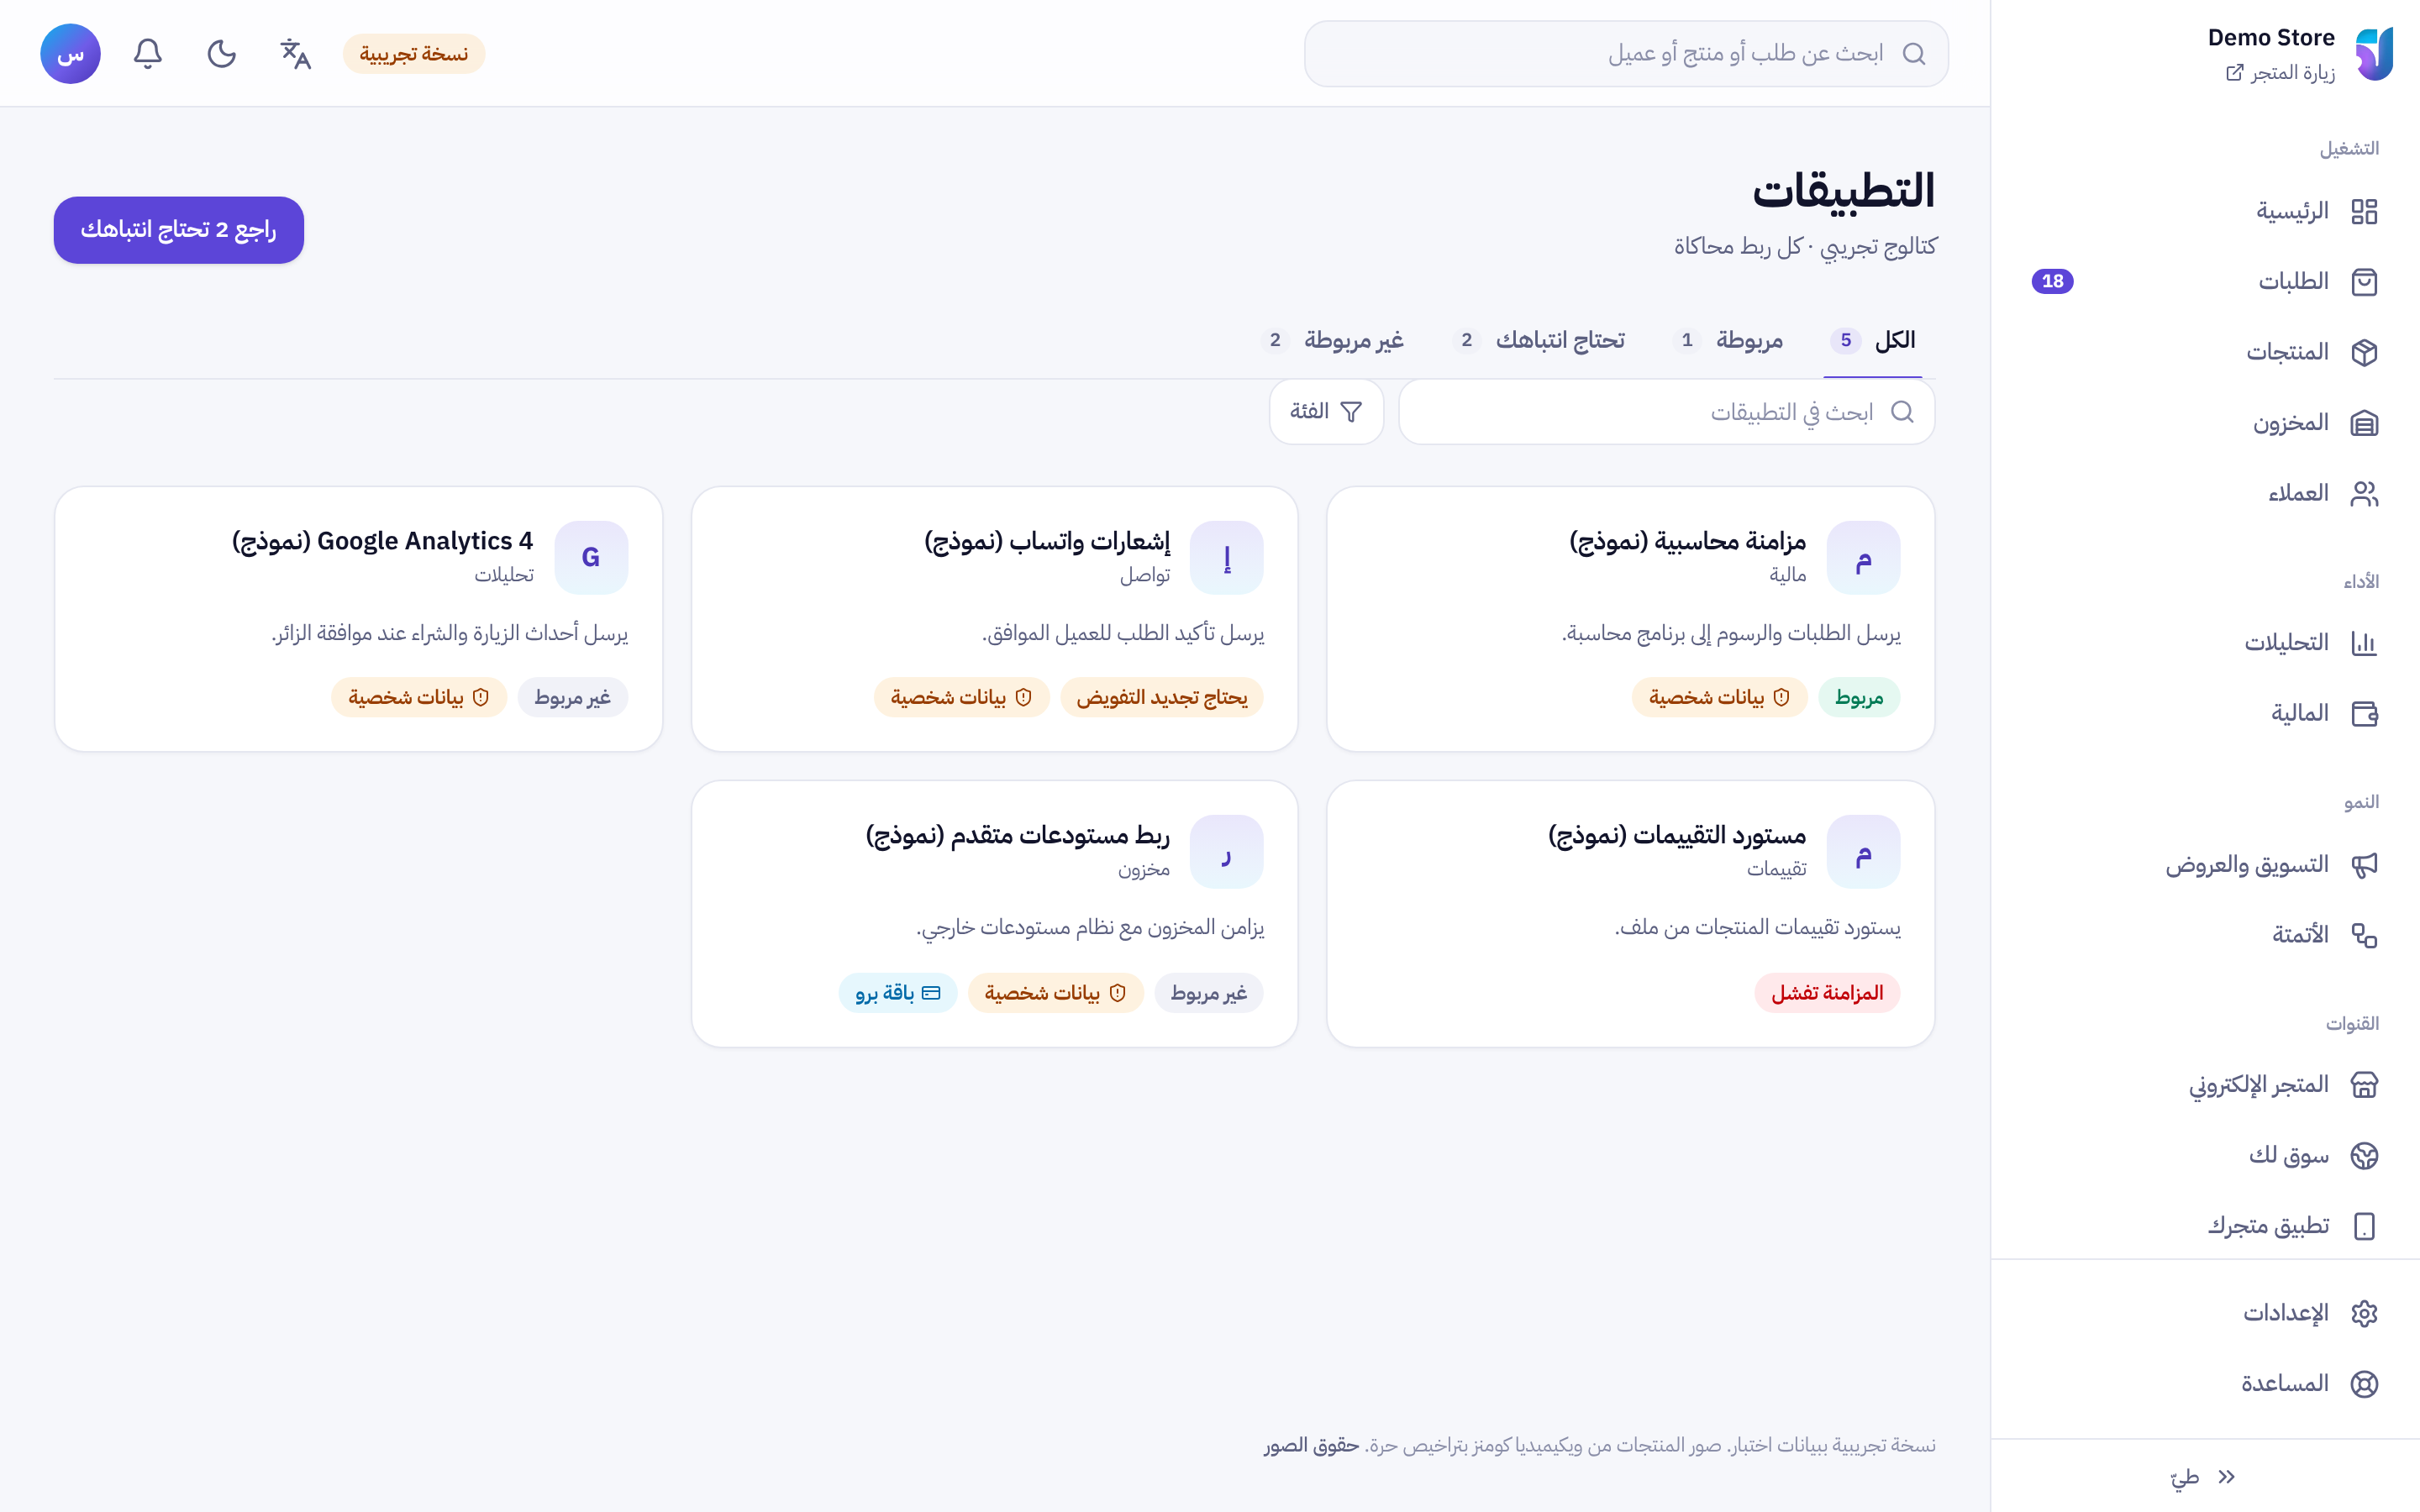 Demo Store
زيارة المتجر
التشغيل
الرئيسية
الطلبات 18
المنتجات
المخزون
العملاء
الأداء
التحليلات
المالية
النمو
التسويق والعروض
الأتمتة
القنوات
المتجر الإلكتروني
سوق لك
تطبيق متجرك
الإعدادات
المساعدة
طيّ
ابحث عن طلب أو منتج أو عميل
نسخة تجريبية
س
التطبيقات
كتالوج تجريبي · كل ربط محاكاة
راجع 2 تحتاج انتباهك
الكل 5 مربوطة 1 تحتاج انتباهك 2 غير مربوطة 2
ابحث في التطبيقات
الفئة
م
مزامنة محاسبية (نموذج)
مالية
يرسل الطلبات والرسوم إلى برنامج محاسبة.
مربوط بيانات شخصية
إ
إشعارات واتساب (نموذج)
تواصل
يرسل تأكيد الطلب للعميل الموافق.
يحتاج تجديد التفويض بيانات شخصية
G
Google Analytics 4 (نموذج)
تحليلات
يرسل أحداث الزيارة والشراء عند موافقة الزائر.
غير مربوط بيانات شخصية
م
مستورد التقييمات (نموذج)
تقييمات
يستورد تقييمات المنتجات من ملف.
المزامنة تفشل
ر
ربط مستودعات متقدم (نموذج)
مخزون
يزامن المخزون مع نظام مستودعات خارجي.
غير مربوط بيانات شخصية باقة برو
نسخة تجريبية ببيانات اختبار. صور المنتجات من ويكيميديا كومنز بتراخيص حرة. حقوق الصور